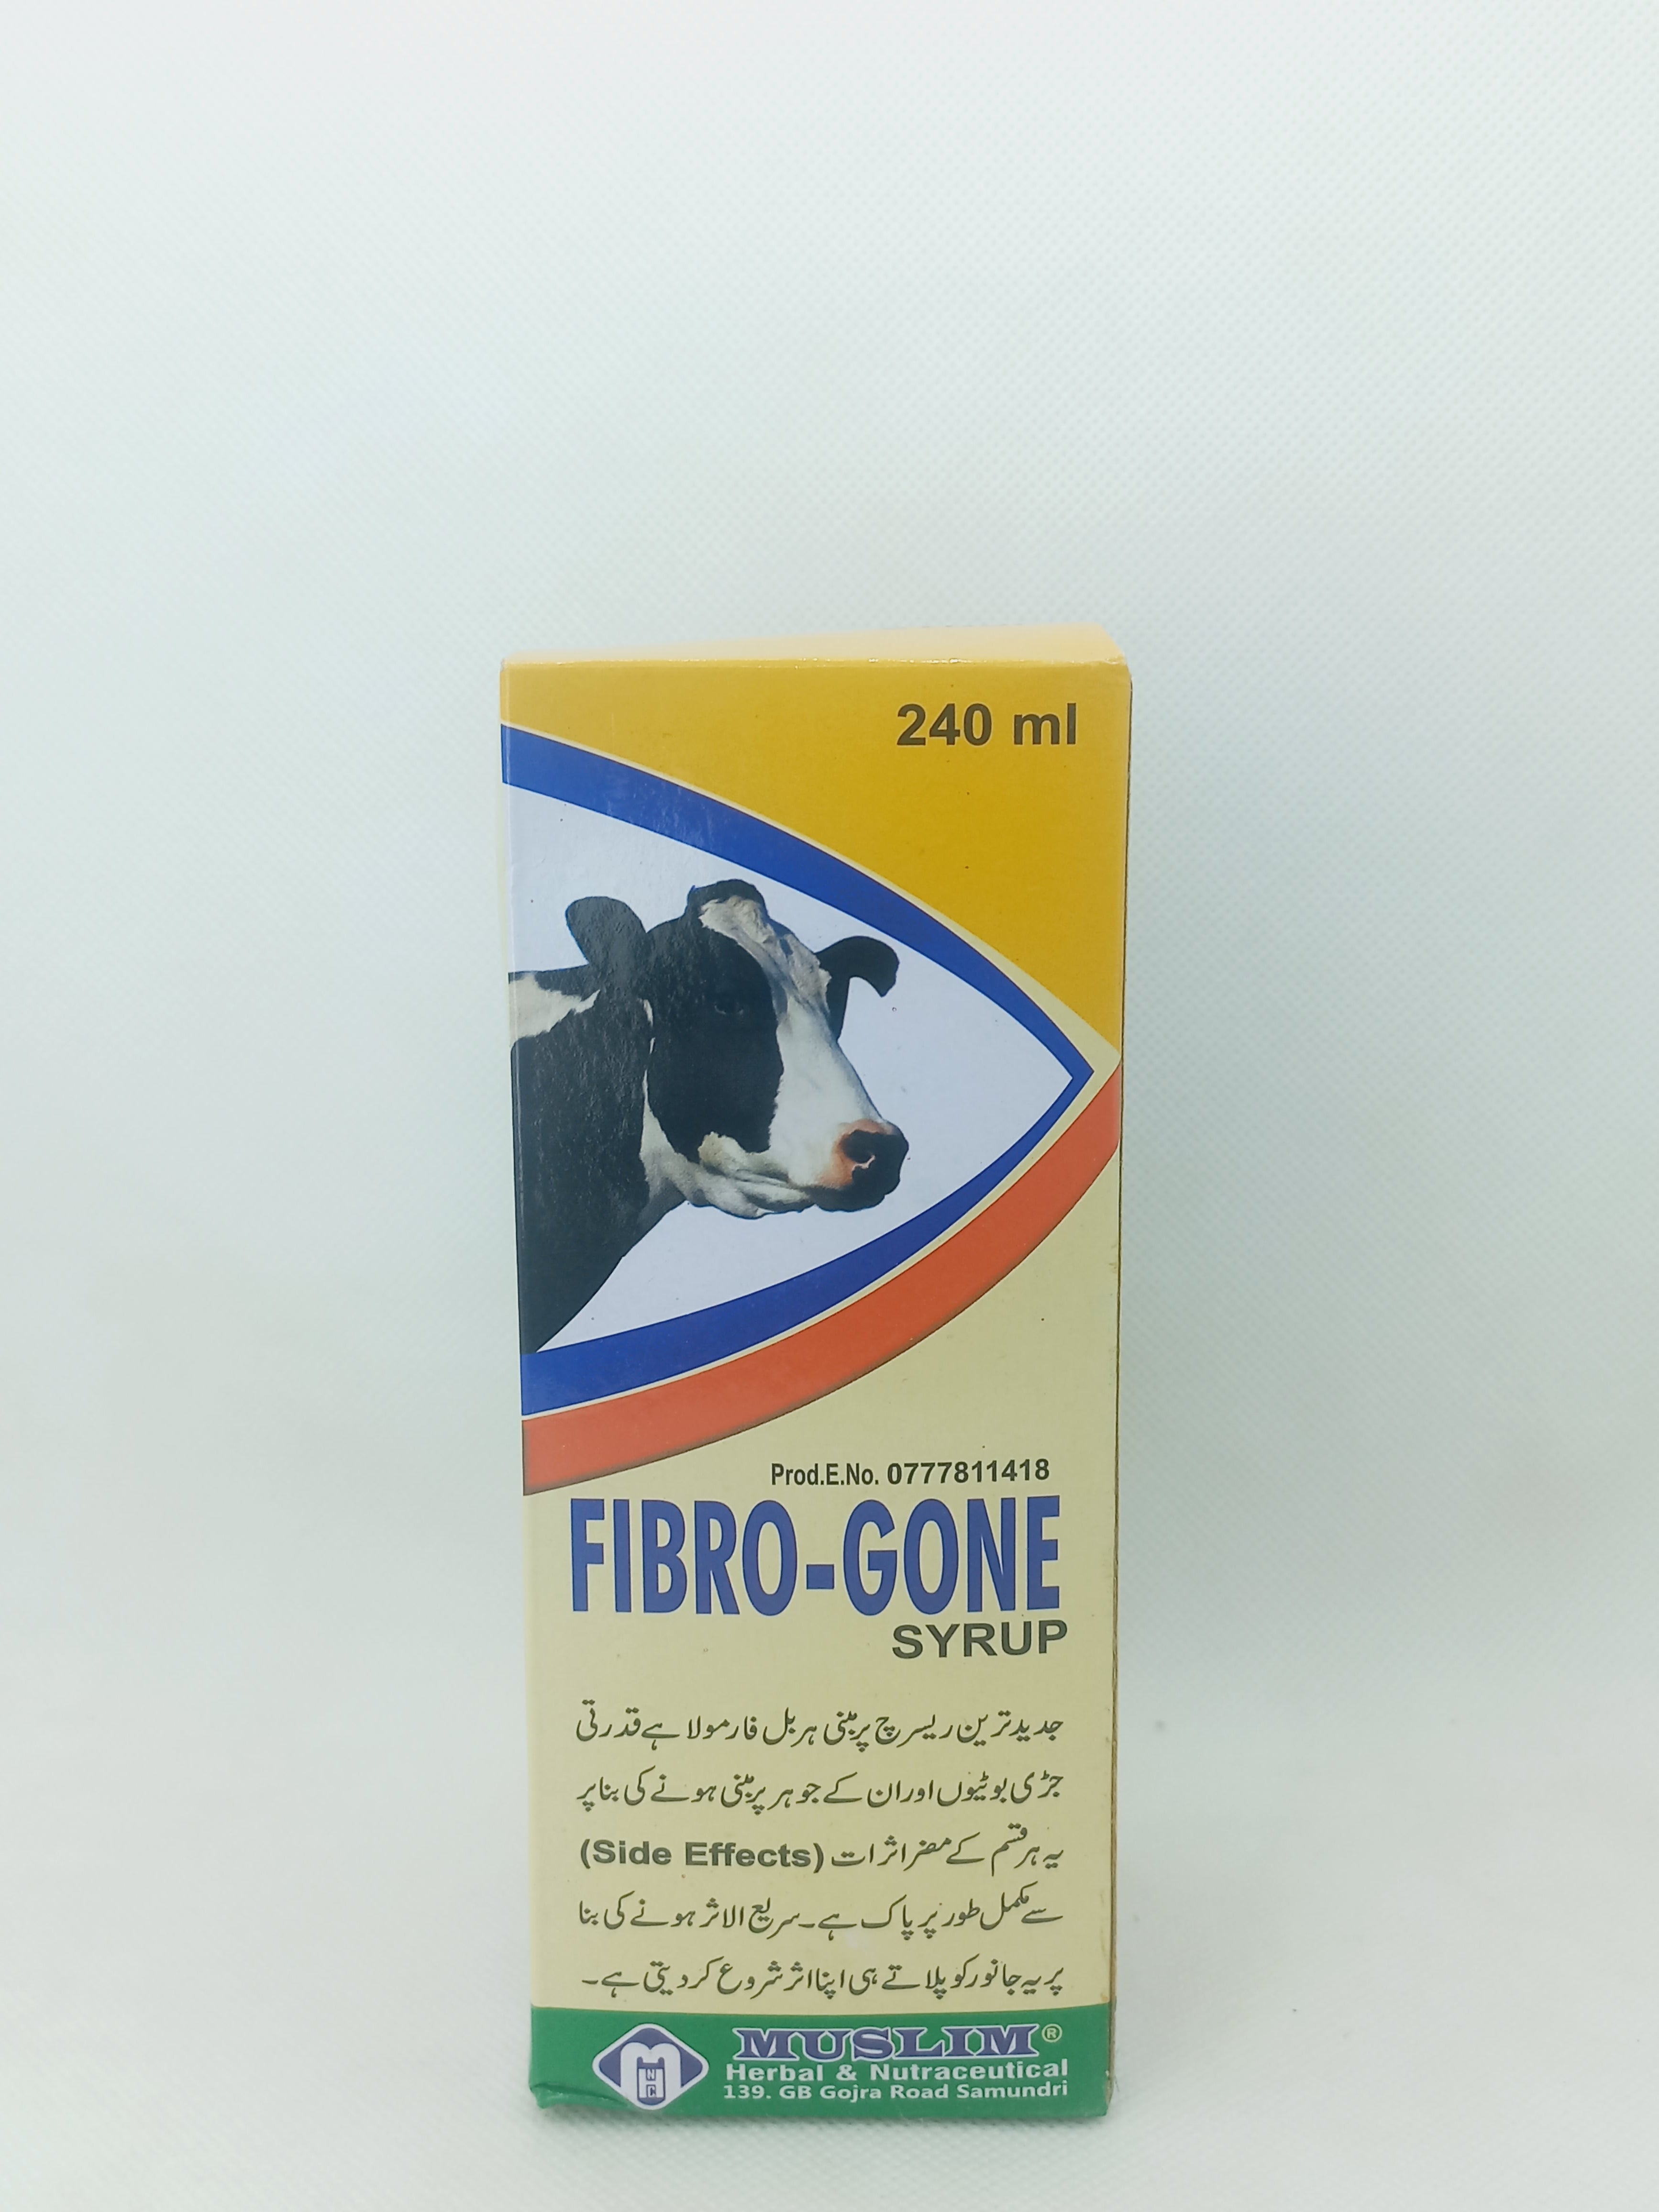 240 ml
Prod.E.No. 0777811418
FIBRO-GONE
SYRUP
جدید ترین ریسرچ پر مبنی ہربل فارمولا ہے قدرتی
جڑی بوٹیوں اور ان کے جوہر پر مبنی ہونے کی بنا پر
یہ ہر قسم کے مضر اثرات (Side Effects)
سے مکمل طور پر پاک ہے۔ سریع الاثر ہونے کی بنا
پر یہ جانور کو پلاتے ہی اپنا اثر شروع کر دیتی ہے۔
MUSLIM®
Herbal & Nutraceutical
139. GB Gojra Road Samundri